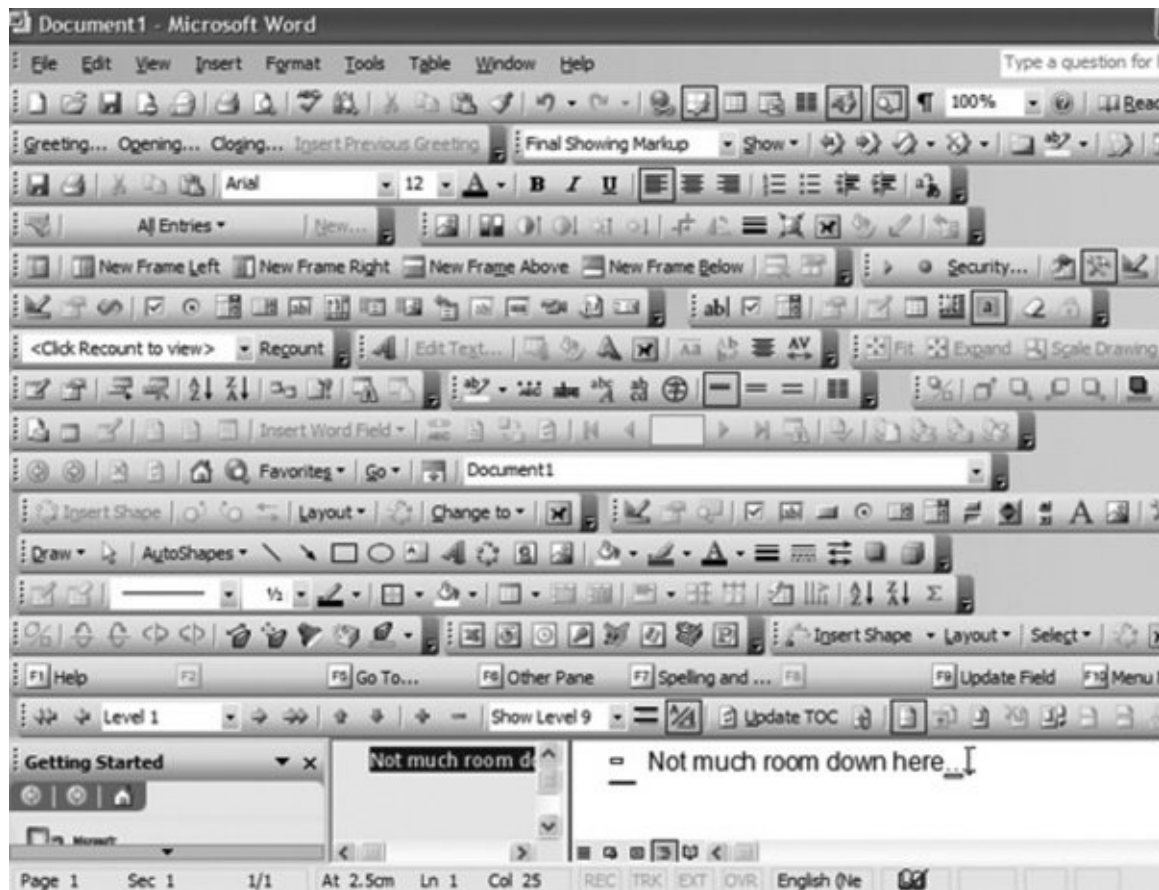 Document1 - Microsoft Word
File Edit View Insert Format Tools Table Window Help Type a question for
100% Read
Greeting... Opening... Closing... Insert Previous Greeting Final Showing Markup Show
Arial 12 A B I U
All Entries New...
New Frame Left New Frame Right New Frame Above New Frame Below Security...
ab| a
<Click Recount to view> Recount Edit Text... Aa AV Fit Expand Scale Drawing
Insert Word Field
Favorites Go Document1
Insert Shape Layout Change to A
Draw AutoShapes A
½ Σ
Insert Shape Layout Select
F1 Help F2 F5 Go To... F6 Other Pane F7 Spelling and ... F8 F9 Update Field F10 Menu
Level 1 Show Level 9 Update TOC
Getting Started Not much room d Not much room down here...
Page 1 Sec 1 1/1 At 2.5cm Ln 1 Col 25 REC TRK EXT OVR English (Ne